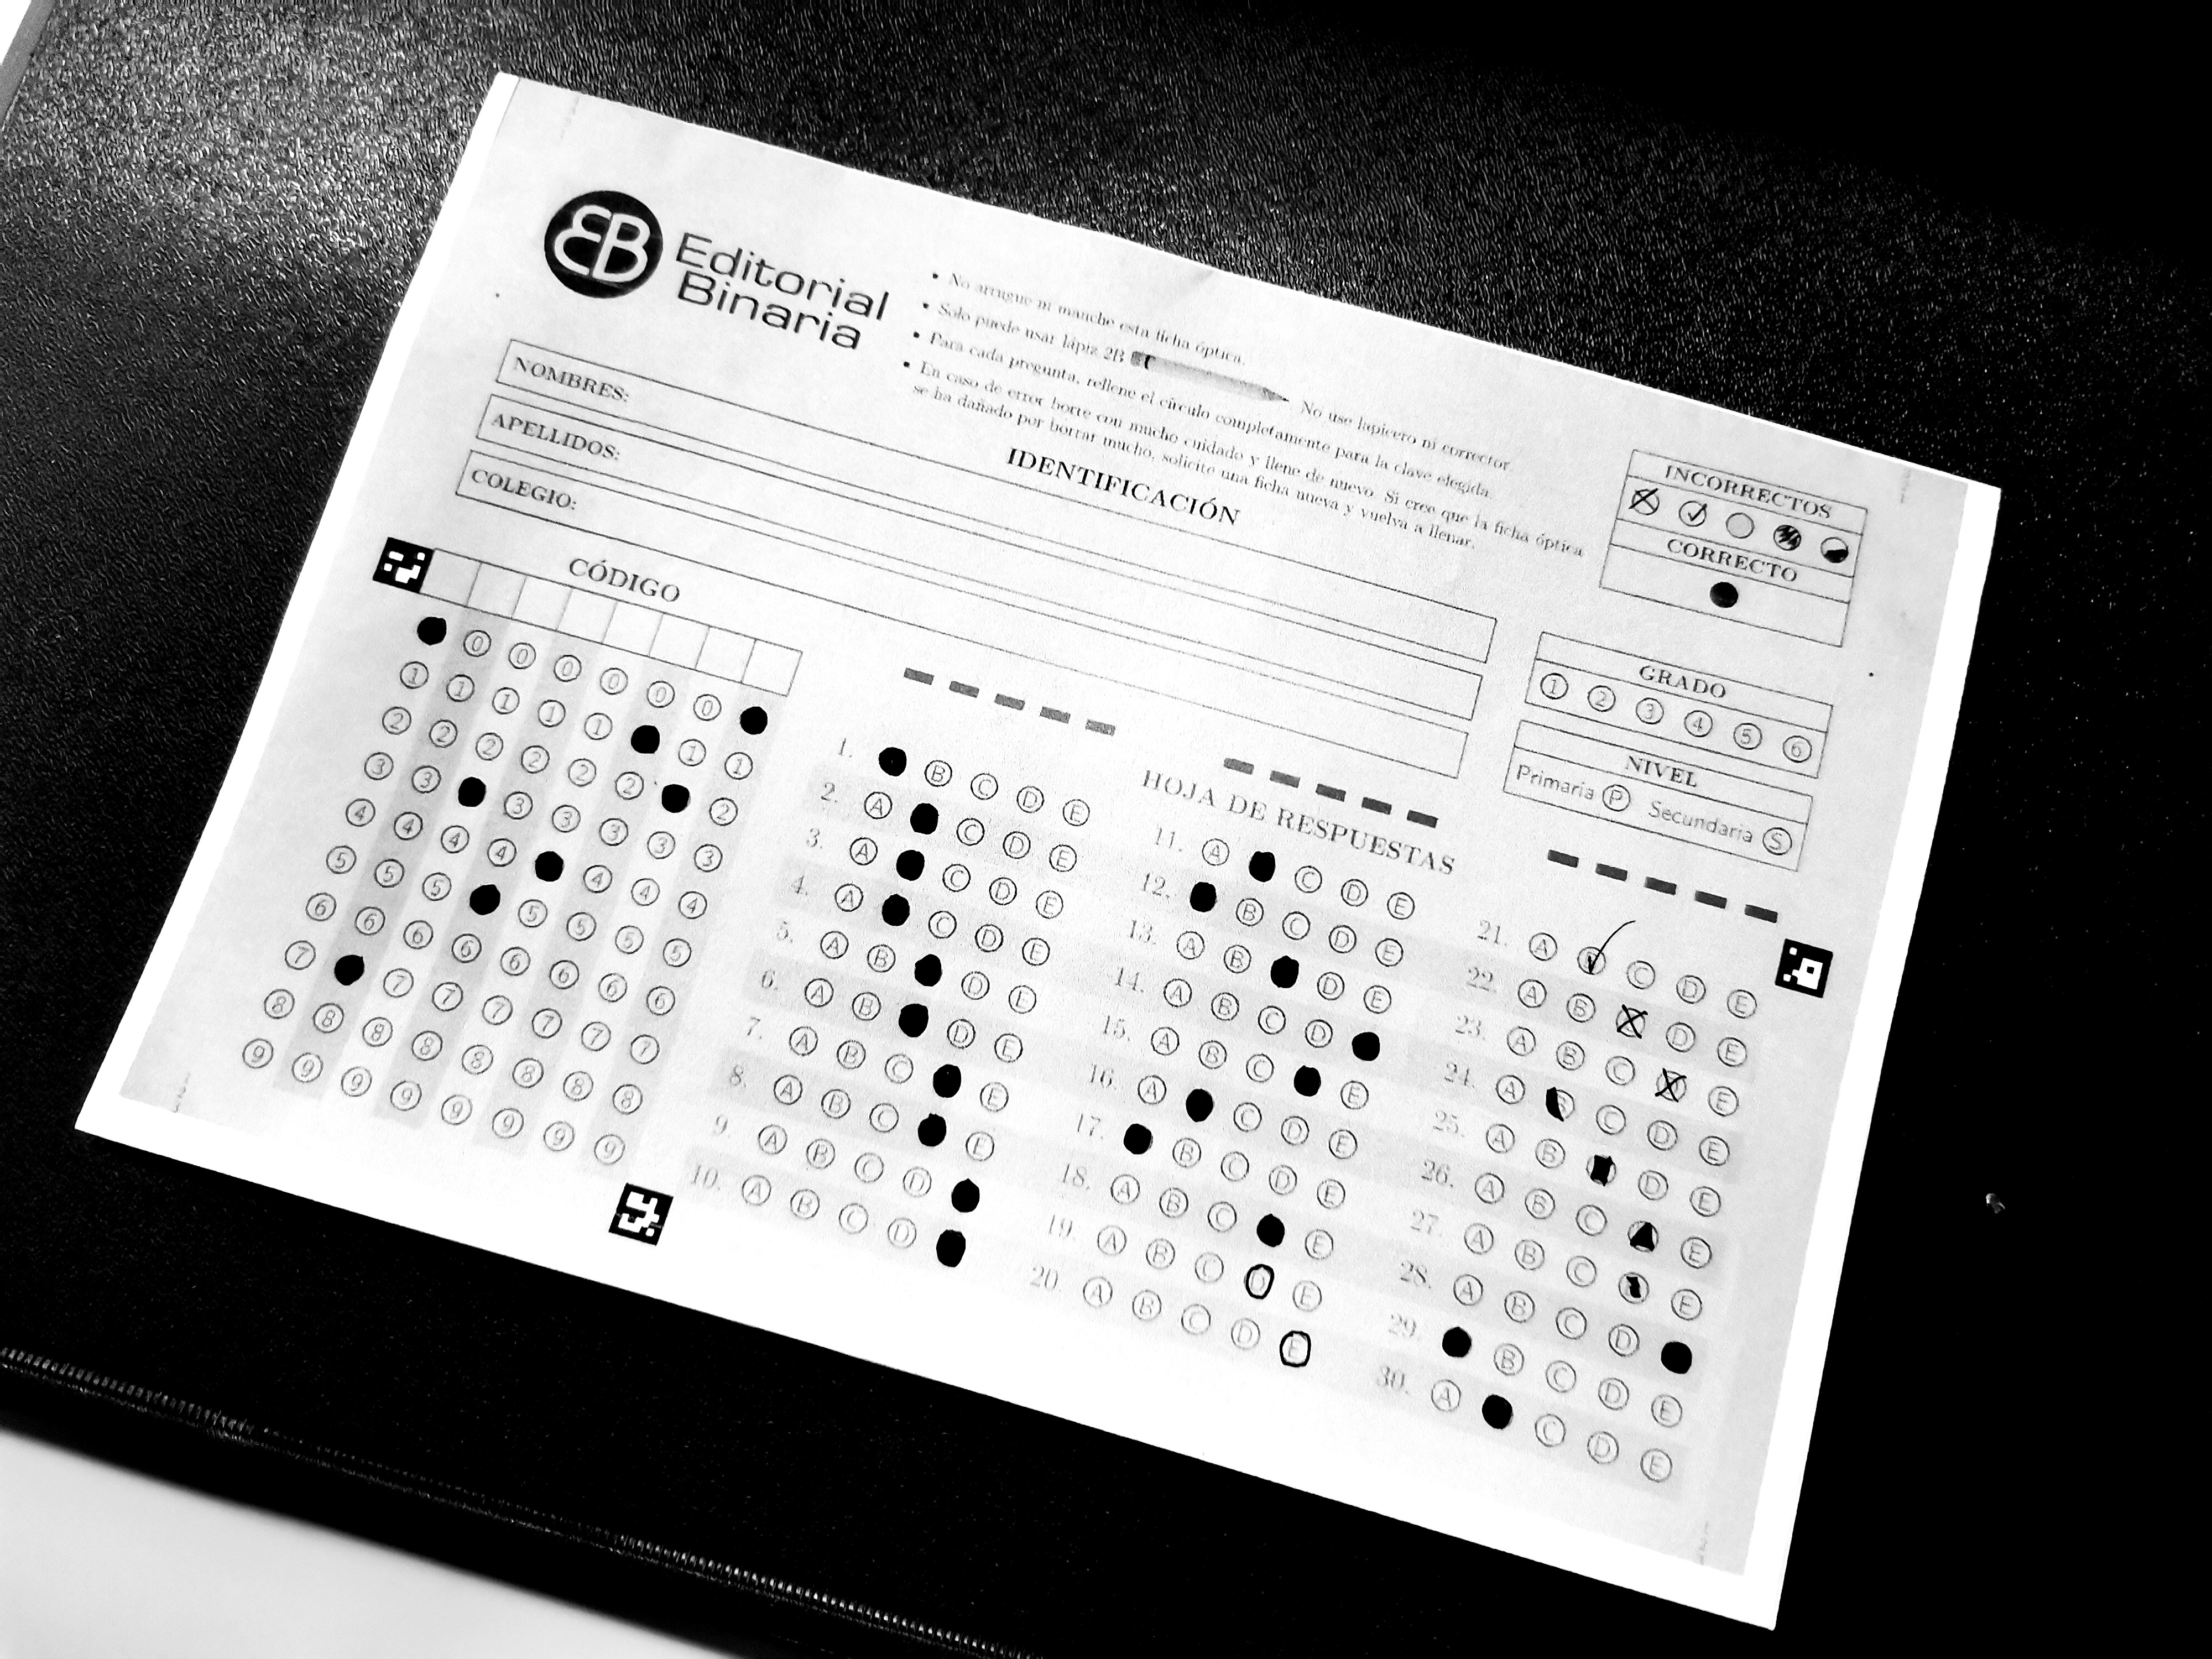 EB Editorial
Binaria
• No arrugue ni manche esta ficha óptica.
• Solo puede usar lápiz 2B No use lapicero ni corrector.
• Para cada pregunta, rellene el círculo completamente para la clave elegida.
• En caso de error borre con mucho cuidado y llene de nuevo. Si cree que la ficha óptica
se ha dañado por borrar mucho, solicite una ficha nueva y vuelva a llenar.
INCORRECTOS
CORRECTO
IDENTIFICACIÓN
NOMBRES:
APELLIDOS:
COLEGIO:
GRADO
1 2 3 4 5 6
NIVEL
Primaria P Secundaria S
CÓDIGO
0 0 0 0 0 0
1 1 1 1 1 1 1
2 2 2 2 2 2 2
3 3 3 3 3 3 3
4 4 4 4 4 4 4
5 5 5 5 5 5 5
6 6 6 6 6 6 6 6
7 7 7 7 7 7 7
8 8 8 8 8 8 8 8
9 9 9 9 9 9 9 9
HOJA DE RESPUESTAS
1. B C D E
2. A C D E
3. A C D E
4. A C D E
5. A B D E
6. A B D E
7. A B C E
8. A B C E
9. A B C D
10. A B C D
11. A C D E
12. B C D E
13. A B D E
14. A B C D
15. A B C E
16. A C D E
17. B C D E
18. A B C E
19. A B C D E
20. A B C D E
21. A C D E
22. A B D E
23. A B C E
24. A C D E
25. A B D E
26. A B C E
27. A B C E
28. A B C D
29. B C D E
30. A C D E